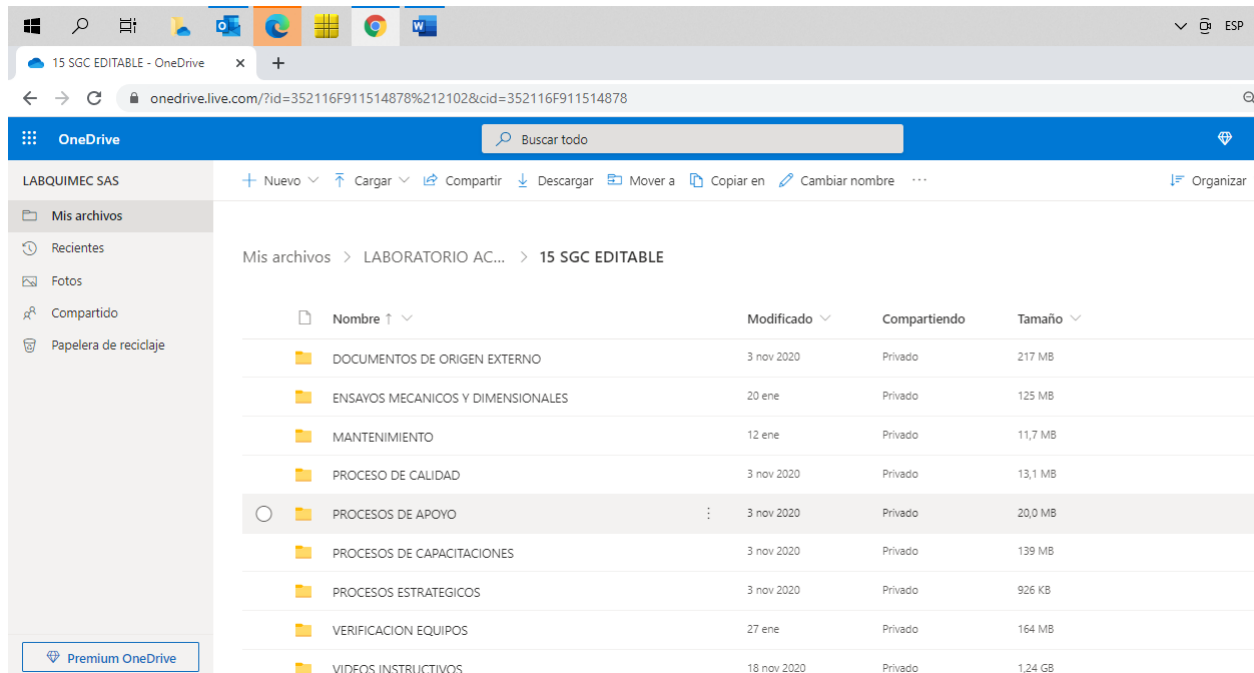 ESP
15 SGC EDITABLE - OneDrive
onedrive.live.com/?id=352116F911514878%212102&cid=352116F911514878
OneDrive Buscar todo
LABQUIMEC SAS
Nuevo Cargar Compartir Descargar Mover a Copiar en Cambiar nombre ··· Organizar
Mis archivos
Recientes
Fotos
Compartido
Papelera de reciclaje
Premium OneDrive
Mis archivos > LABORATORIO AC... > 15 SGC EDITABLE
Nombre ↑ Modificado Compartiendo Tamaño
DOCUMENTOS DE ORIGEN EXTERNO 3 nov 2020 Privado 217 MB
ENSAYOS MECANICOS Y DIMENSIONALES 20 ene Privado 125 MB
MANTENIMIENTO 12 ene Privado 11,7 MB
PROCESO DE CALIDAD 3 nov 2020 Privado 13,1 MB
PROCESOS DE APOYO 3 nov 2020 Privado 20,0 MB
PROCESOS DE CAPACITACIONES 3 nov 2020 Privado 139 MB
PROCESOS ESTRATEGICOS 3 nov 2020 Privado 926 KB
VERIFICACION EQUIPOS 27 ene Privado 164 MB
VIDEOS INSTRUCTIVOS 18 nov 2020 Privado 1,24 GB